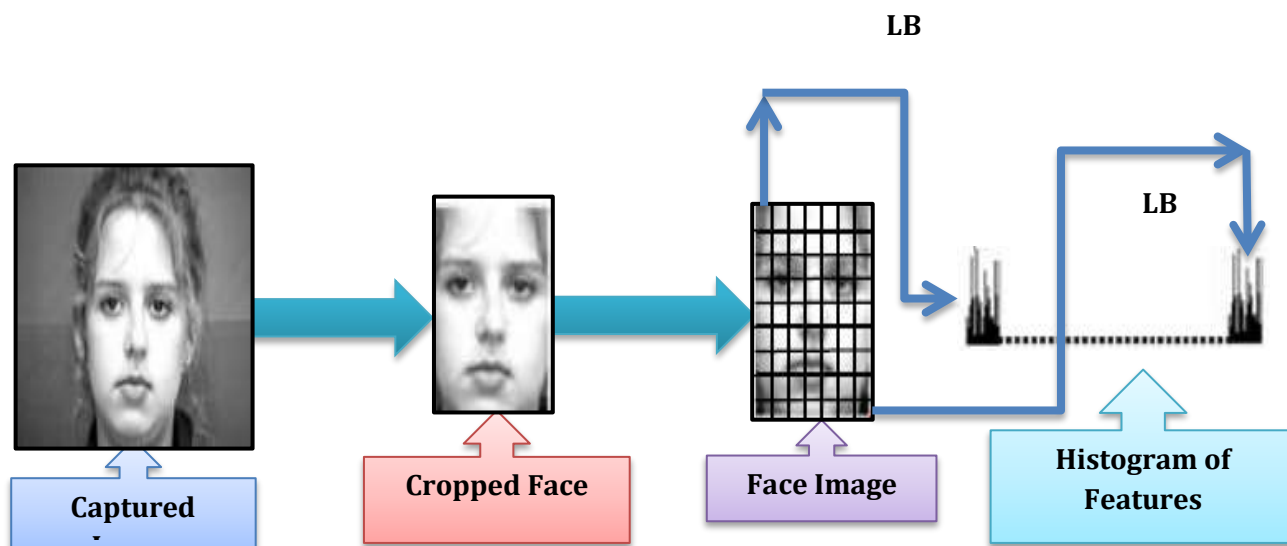 LB
LB
Captured
Cropped Face
Face Image
Histogram of
Features